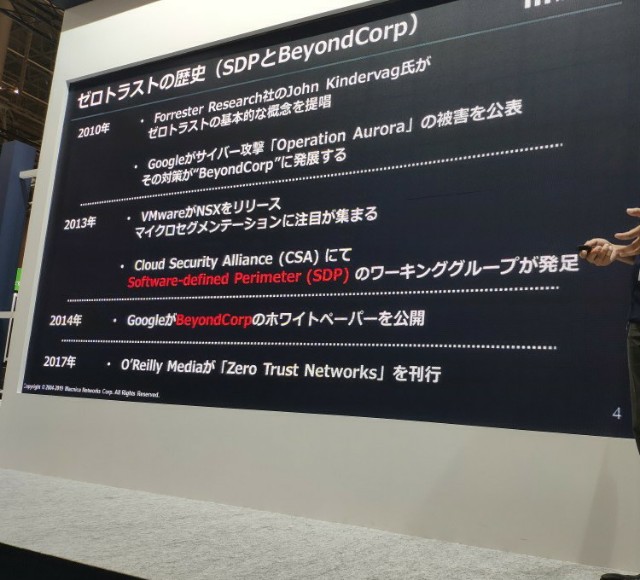 ゼロトラストの歴史（SDPとBeyondCorp）
2010年
• Forrester Research社のJohn Kindervag氏が
ゼロトラストの基本的な概念を提唱
• Googleがサイバー攻撃「Operation Aurora」の被害を公表
その対策が“BeyondCorp”に発展する
2013年
• VMwareがNSXをリリース
マイクロセグメンテーションに注目が集まる
• Cloud Security Alliance (CSA) にて
Software-defined Perimeter (SDP) のワーキンググループが発足
2014年
• GoogleがBeyondCorpのホワイトペーパーを公開
2017年
• O'Reilly Mediaが「Zero Trust Networks」を刊行
Copyright © 2004-2019 Macnica Networks Corp. All Rights Reserved.
4